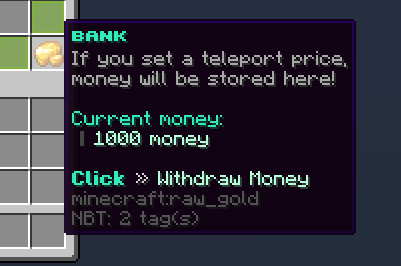 BANK
If you set a teleport price,
money will be stored here!
Current money:
| 1000 money
Click » Withdraw Money
minecraft:raw_gold
NBT: 2 tag(s)